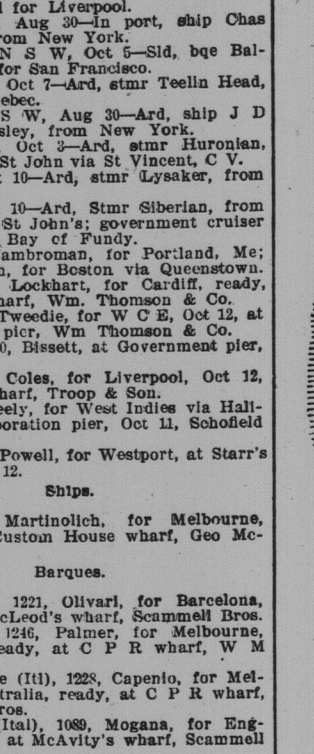 l for Liverpool.
Aug 30—In port, ship Chas
rom New York.
N S W, Oct 5—Sld, bqe Bal-
for San Francisco.
Oct 7—Ard, stmr Teelin Head,
ebec.
S W, Aug 30—Ard, ship J D
sley, from New York.
Oct 3—Ard, stmr Huronian,
St John via St Vincent, C V.
10—Ard, stmr Lysaker, from
10—Ard, Stmr Siberian, from
St John's; government cruiser
Bay of Fundy.
ambroman, for Portland, Me;
n, for Boston via Queenstown.
Lockhart, for Cardiff, ready,
harf, Wm. Thomson & Co.
Tweedie, for W C E, Oct 12, at
pier, Wm Thomson & Co.
0, Bissett, at Government pier,
Coles, for Liverpool, Oct 12,
harf, Troop & Son.
eely, for West Indies via Hali-
poration pier, Oct 11, Schofield
Powell, for Westport, at Starr's
12.
Ships.
Martinolich, for Melbourne,
Custom House wharf, Geo Mc-
Barques.
1221, Olivari, for Barcelona,
cLeod's wharf, Scammell Bros.
1246, Palmer, for Melbourne,
eady, at C P R wharf, W M
e (Itl), 1228, Capenio, for Mel-
tralia, ready, at C P R wharf,
ros.
(Ital), 1089, Mogana, for Eng-
at McAvity's wharf, Scammell